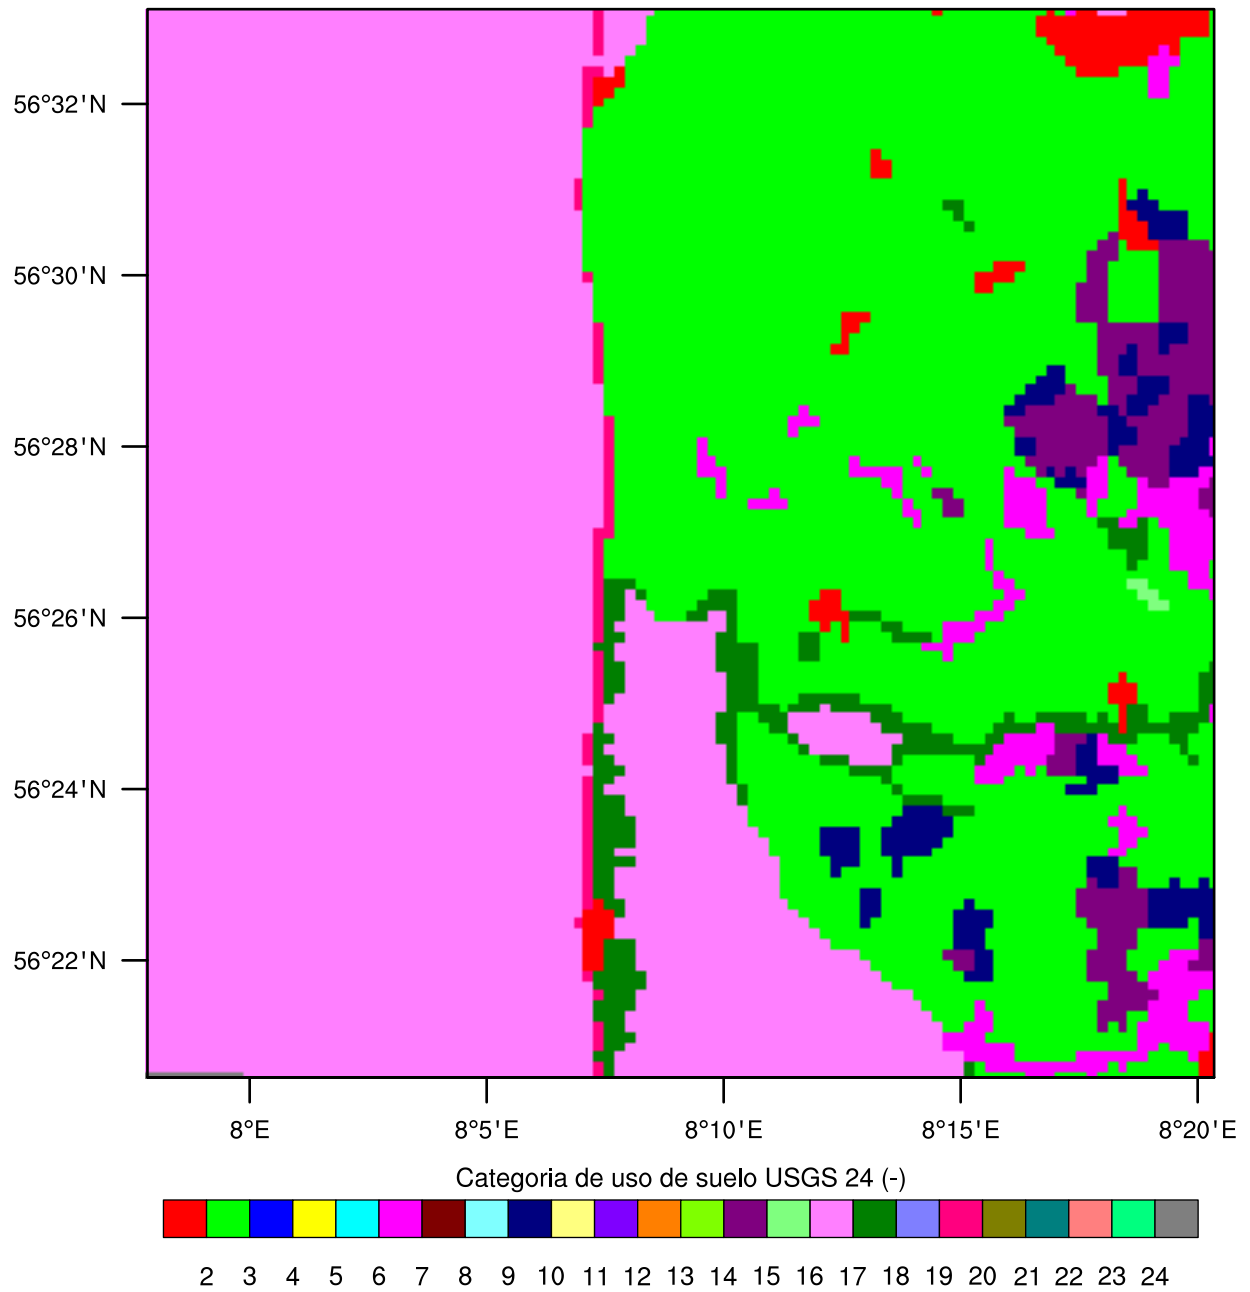 56°32'N
56°30'N
56°28'N
56°26'N
56°24'N
56°22'N
8°E 8°5'E 8°10'E 8°15'E 8°20'E
Categoria de uso de suelo USGS 24 (-)
2 3 4 5 6 7 8 9 10 11 12 13 14 15 16 17 18 19 20 21 22 23 24